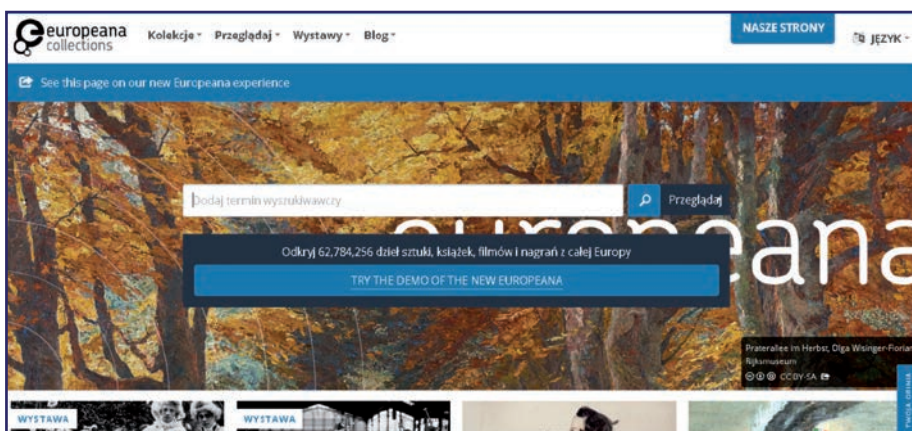 europeana
collections
Kolekcje
Przeglądaj
Wystawy
Blog
NASZE STRONY
JĘZYK
See this page on our new Europeana experience
Dodaj termin wyszukiwawczy
Przeglądaj
europeana
Odkryj 62,784,256 dzieł sztuki, książek, filmów i nagrań z całej Europy
TRY THE DEMO OF THE NEW EUROPEANA
Praterallee im Herbst, Olga Wisinger-Florian
Rijksmuseum
CC BY-SA
TWOJA OPINIA
WYSTAWA
WYSTAWA